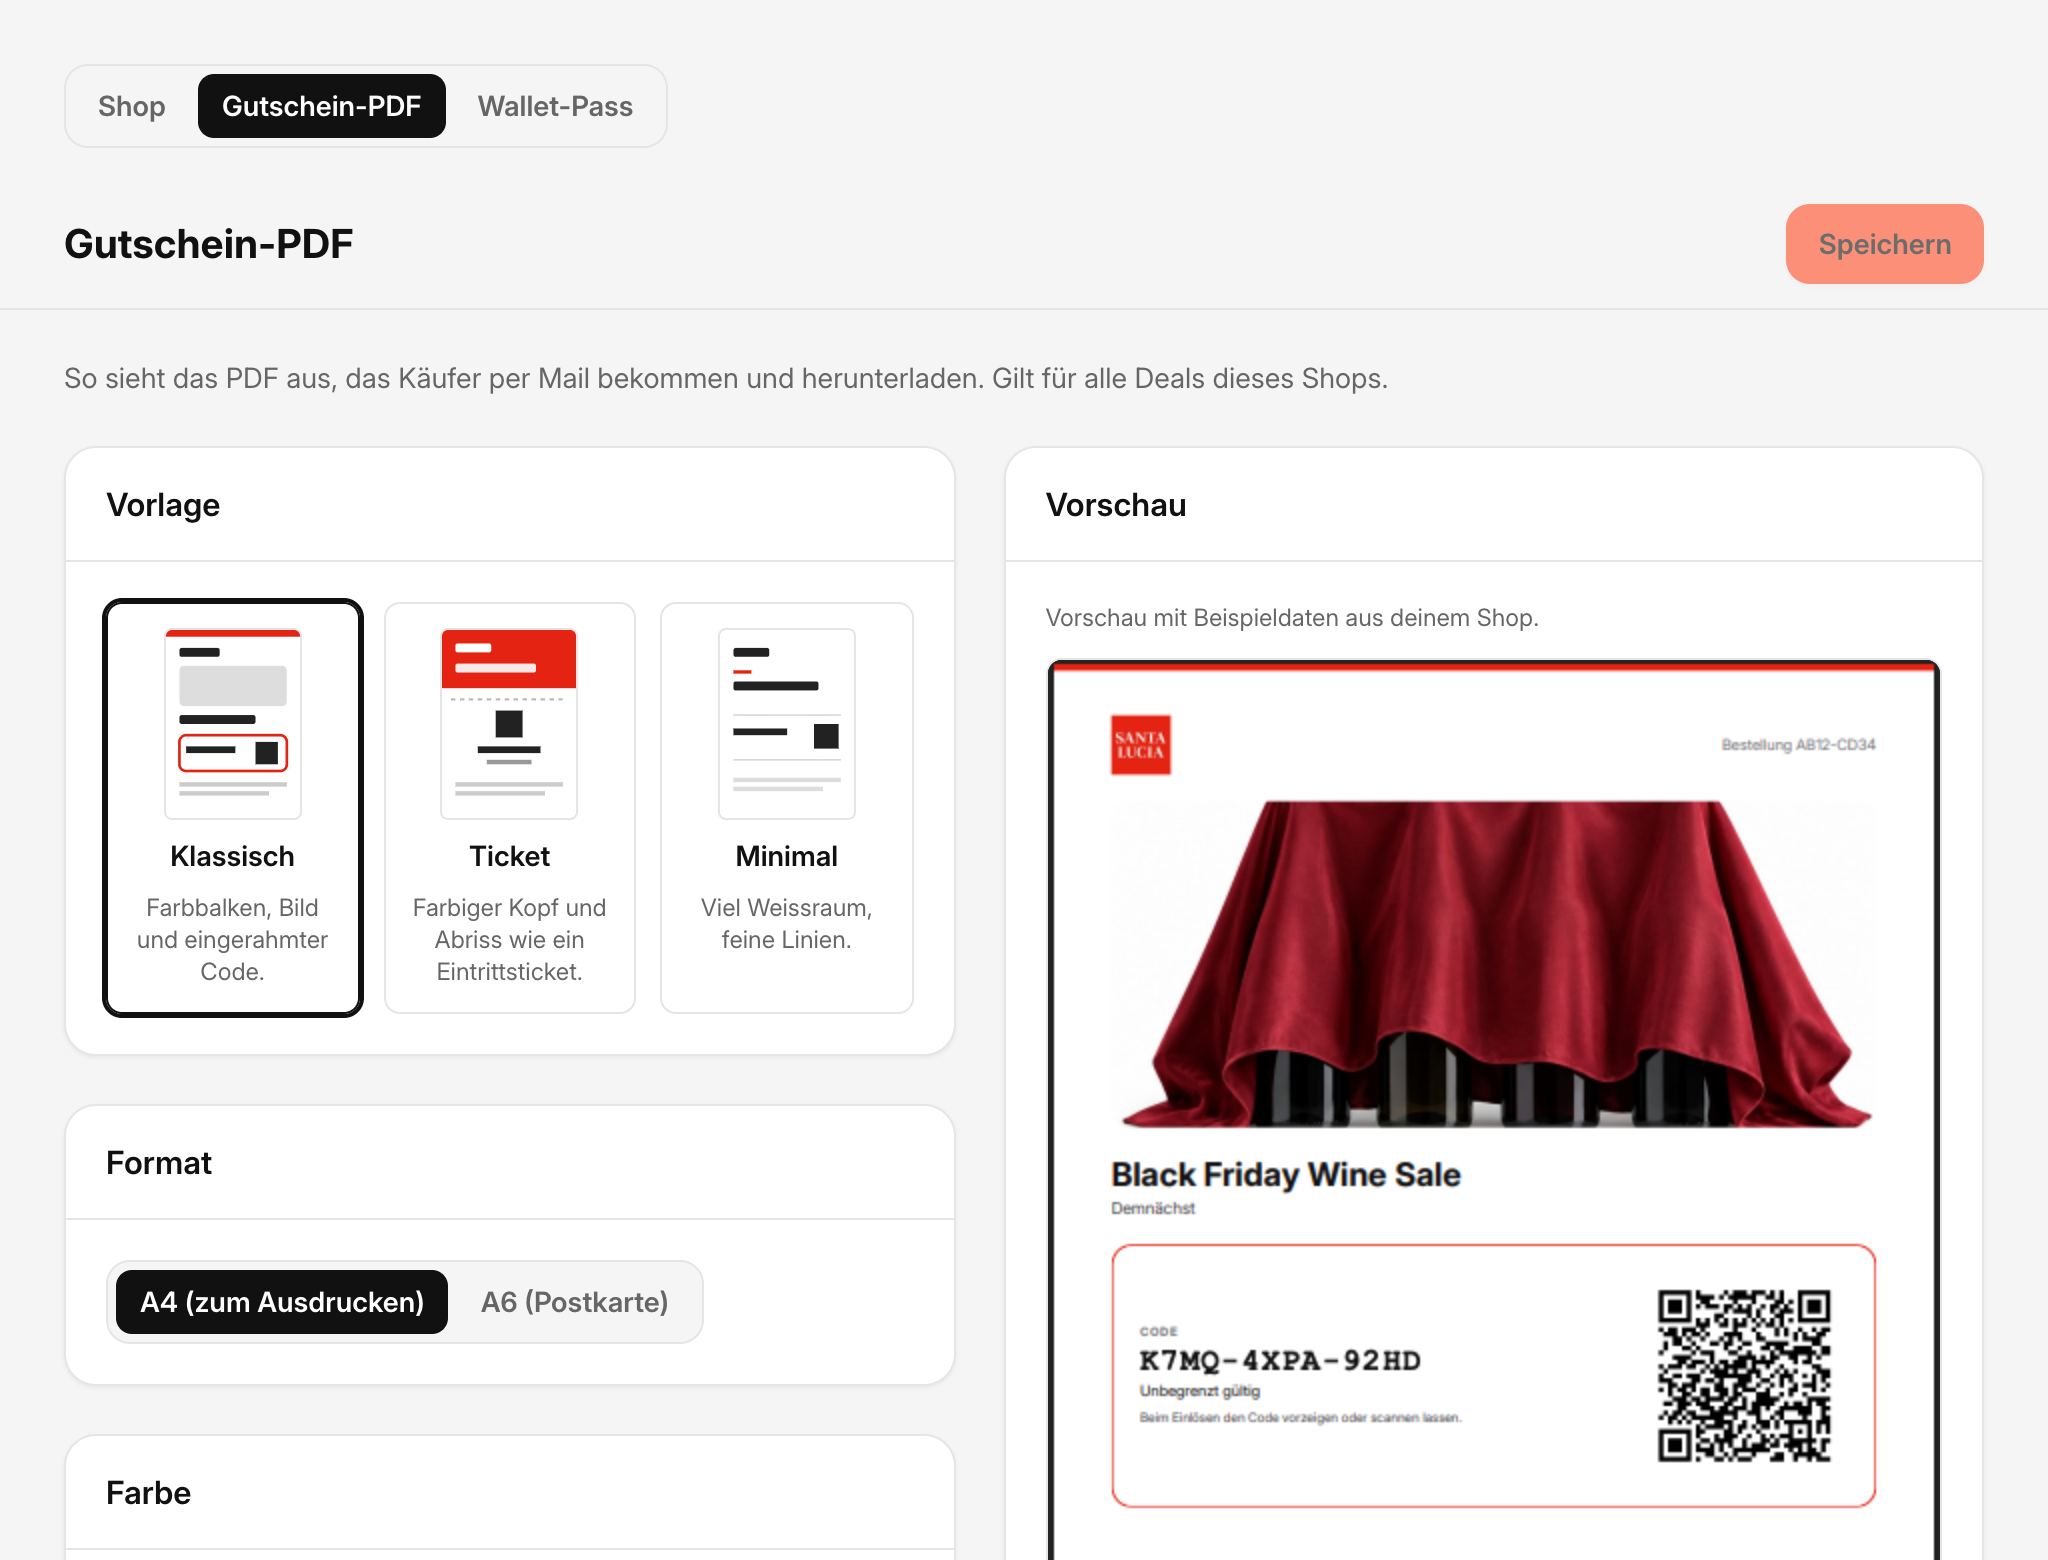 Shop
Gutschein-PDF
Wallet-Pass
Gutschein-PDF
Speichern
So sieht das PDF aus, das Käufer per Mail bekommen und herunterladen. Gilt für alle Deals dieses Shops.
Vorlage
Klassisch
Farbbalken, Bild
und eingerahmter
Code.
Ticket
Farbiger Kopf und
Abriss wie ein
Eintrittsticket.
Minimal
Viel Weissraum,
feine Linien.
Format
A4 (zum Ausdrucken)
A6 (Postkarte)
Farbe
Vorschau
Vorschau mit Beispieldaten aus deinem Shop.
SANTA
LUCIA
Bestellung AB12-CD34
Black Friday Wine Sale
Demnächst
CODE
K7MQ-4XPA-92HD
Unbegrenzt gültig
Beim Einlösen den Code vorzeigen oder scannen lassen.